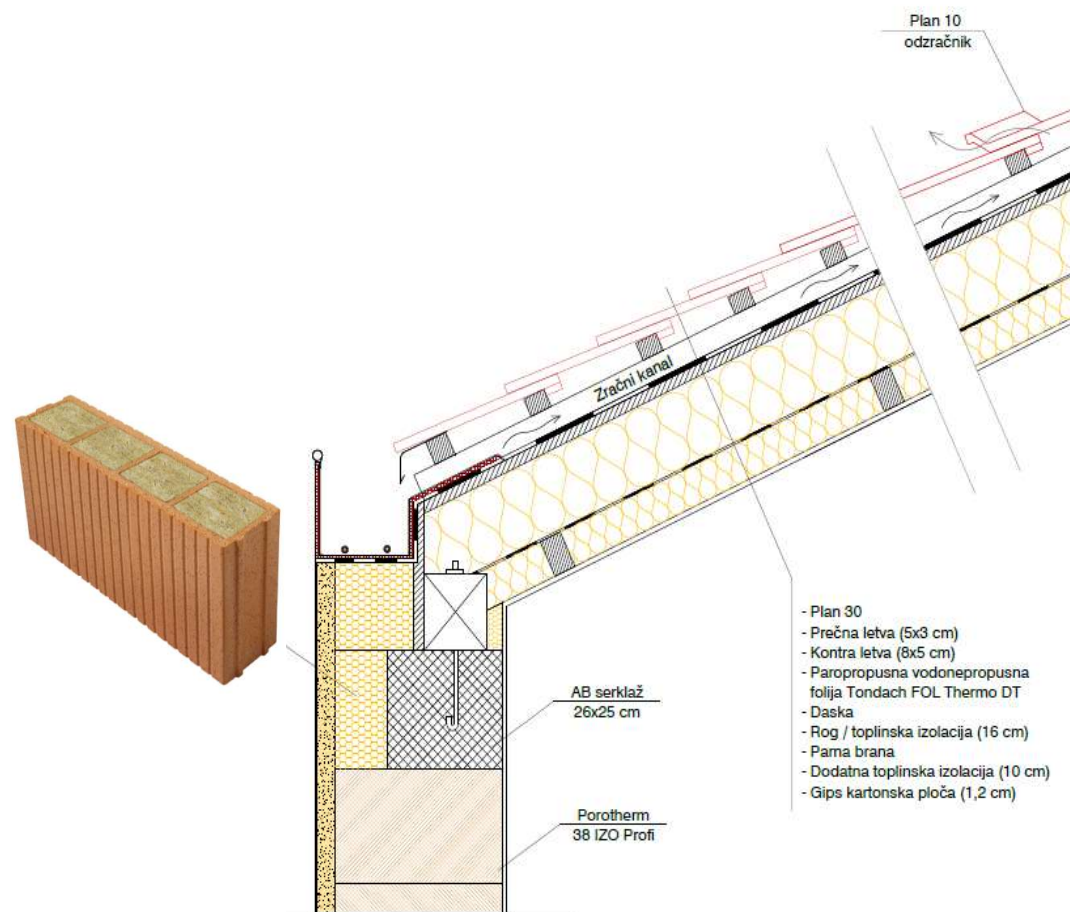 Plan 10
odzračnik
Zračni kanal
- Plan 30
- Prečna letva (5x3 cm)
- Kontra letva (8x5 cm)
- Paropropusna vodonepropusna
folija Tondach FOL Thermo DT
- Daska
- Rog / toplinska izolacija (16 cm)
- Parna brana
- Dodatna toplinska izolacija (10 cm)
- Gips kartonska ploča (1,2 cm)
AB serklaž
26x25 cm
Porotherm
38 IZO Profi